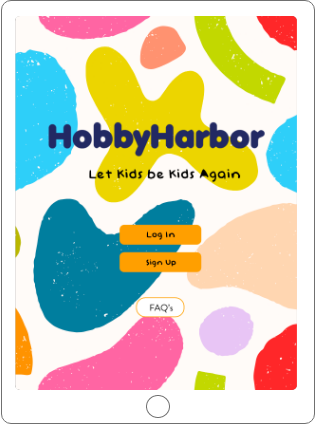 HobbyHarbor
Let Kids be Kids Again
Log In
Sign Up
FAQ's